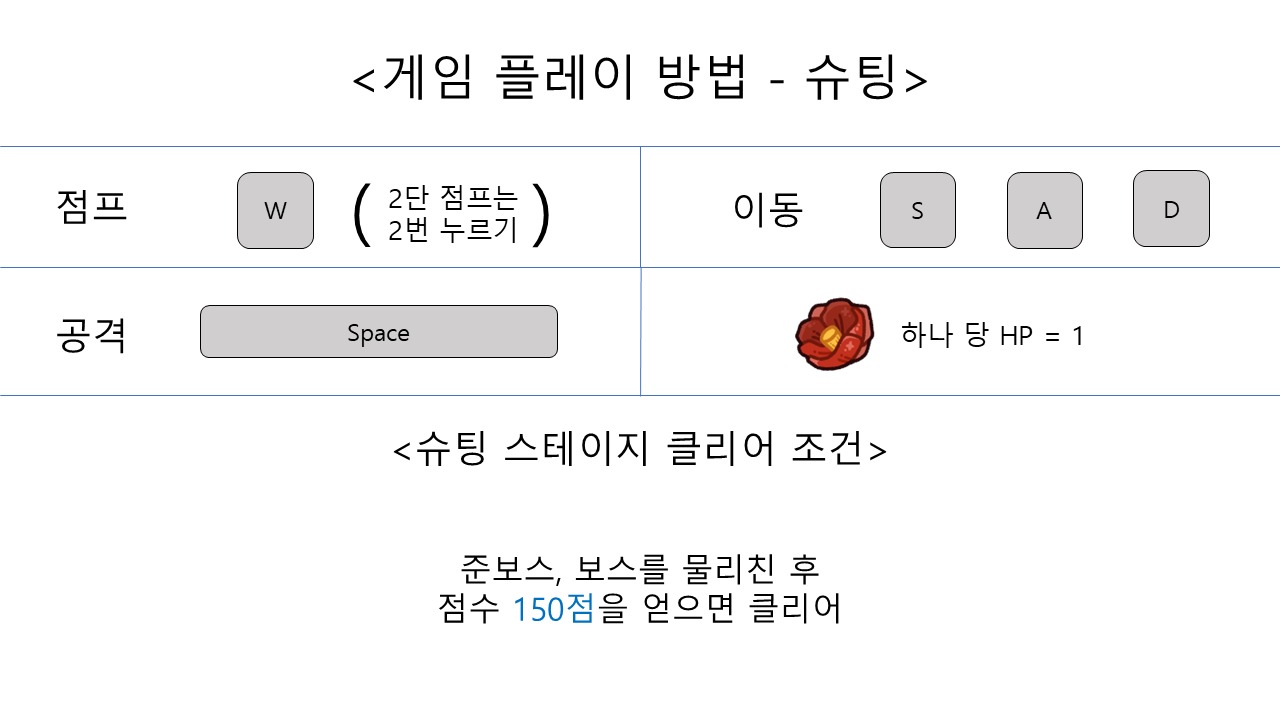 <게임 플레이 방법 - 슈팅>
점프 W ( 2단 점프는
2번 누르기 )
이동 S A D
공격 Space
하나 당 HP = 1
<슈팅 스테이지 클리어 조건>
준보스, 보스를 물리친 후
점수 150점을 얻으면 클리어